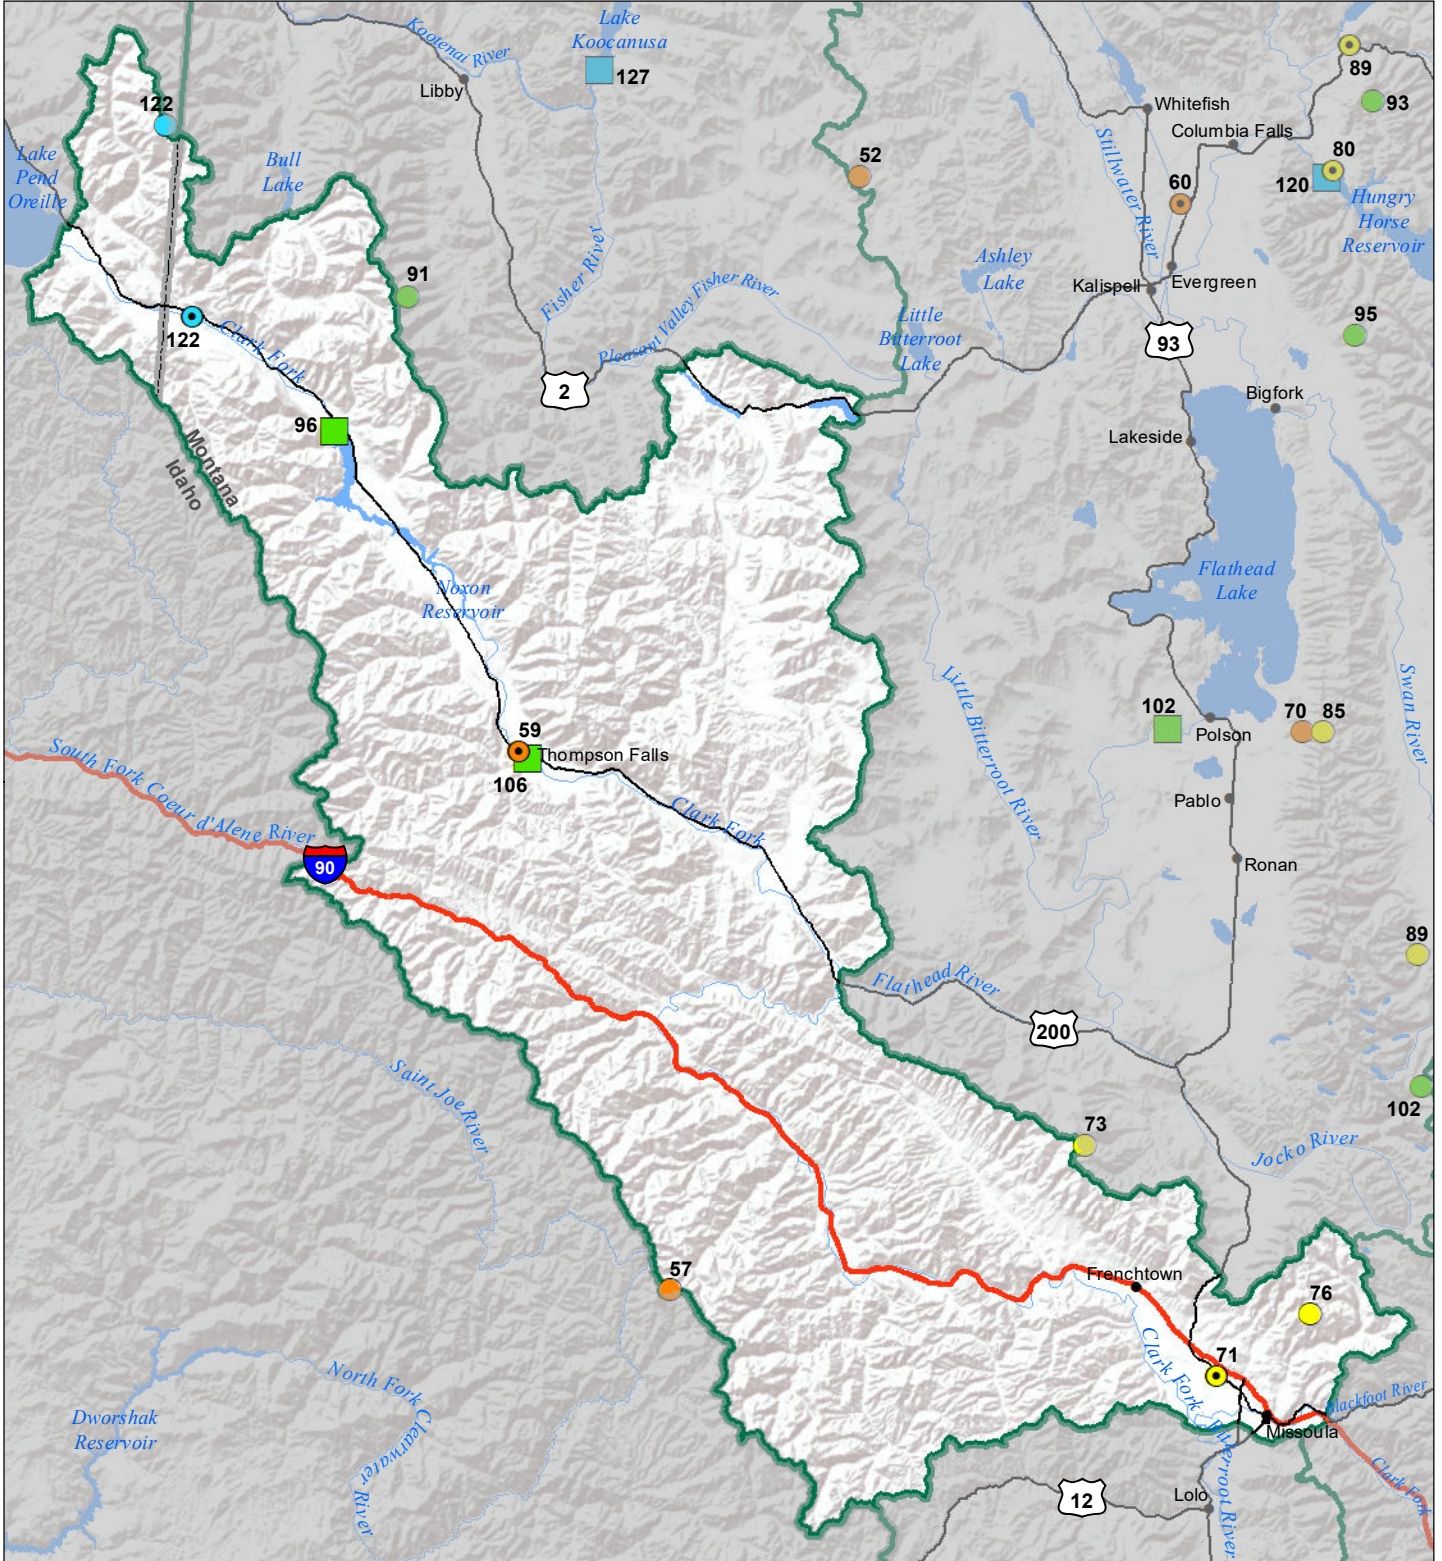 Kootenai River
Lake
Koocanusa
127
Libby
89
93
Whitefish
Columbia Falls
122
Lake
Pend
Oreille
Bull
Lake
52
Stillwater River
80
120
60
Hungry
Horse
Reservoir
91
Fisher River
Pleasant Valley Fisher River
Ashley
Lake
Kalispell
Evergreen
122
Clark Fork
Little
Bitterroot
Lake
93
95
2
Bigfork
96
Lakeside
Montana
Idaho
Noxon
Reservoir
Flathead
Lake
Little Bitterroot River
Swan River
102
Polson
70
85
59
Thompson Falls
106
South Fork Coeur d'Alene River
Pablo
Clark Fork
90
Ronan
89
Flathead River
200
Saint Joe River
102
73
Jocko River
57
Frenchtown
76
Clark Fork
71
North Fork Clearwater River
Dworshak
Reservoir
Blackfoot River
Missoula
Bitterroot River
Clark Fork
12
Lolo